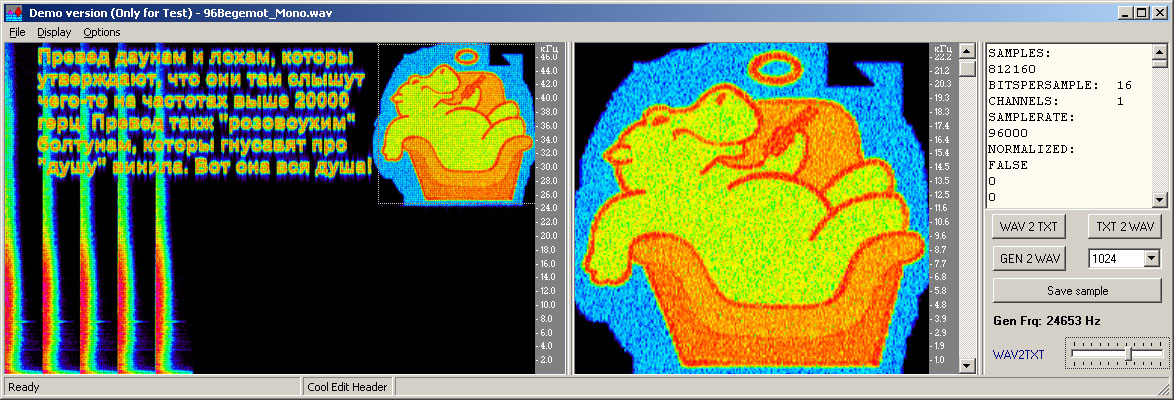 Demo version (Only for Test) - 96Begemot_Mono.wav
File Display Options
Превед даунам и лохам, которы
утверждают, что они там слышут
чего-то на частотах выше 20000
герц. Превед такж "розовоухим"
болтунам, которы гнусавят про
"душу" винила. Вот она вся душа!
кГц
46.0
44.0
42.0
40.0
38.0
36.0
34.0
32.0
30.0
28.0
26.0
24.0
22.0
20.0
18.0
16.0
14.0
12.0
10.0
8.0
6.0
4.0
2.0
кГц
22.2
21.2
20.3
19.3
18.3
17.4
16.4
15.4
14.5
13.5
12.5
11.6
10.6
9.6
8.7
7.7
6.8
5.8
4.8
3.9
2.9
1.9
1.0
SAMPLES:
812160
BITSPERSAMPLE: 16
CHANNELS: 1
SAMPLERATE:
96000
NORMALIZED:
FALSE
0
0
WAV 2 TXT TXT 2 WAV
GEN 2 WAV 1024
Save sample
Gen Frq: 24653 Hz
WAV2TXT
Ready Cool Edit Header